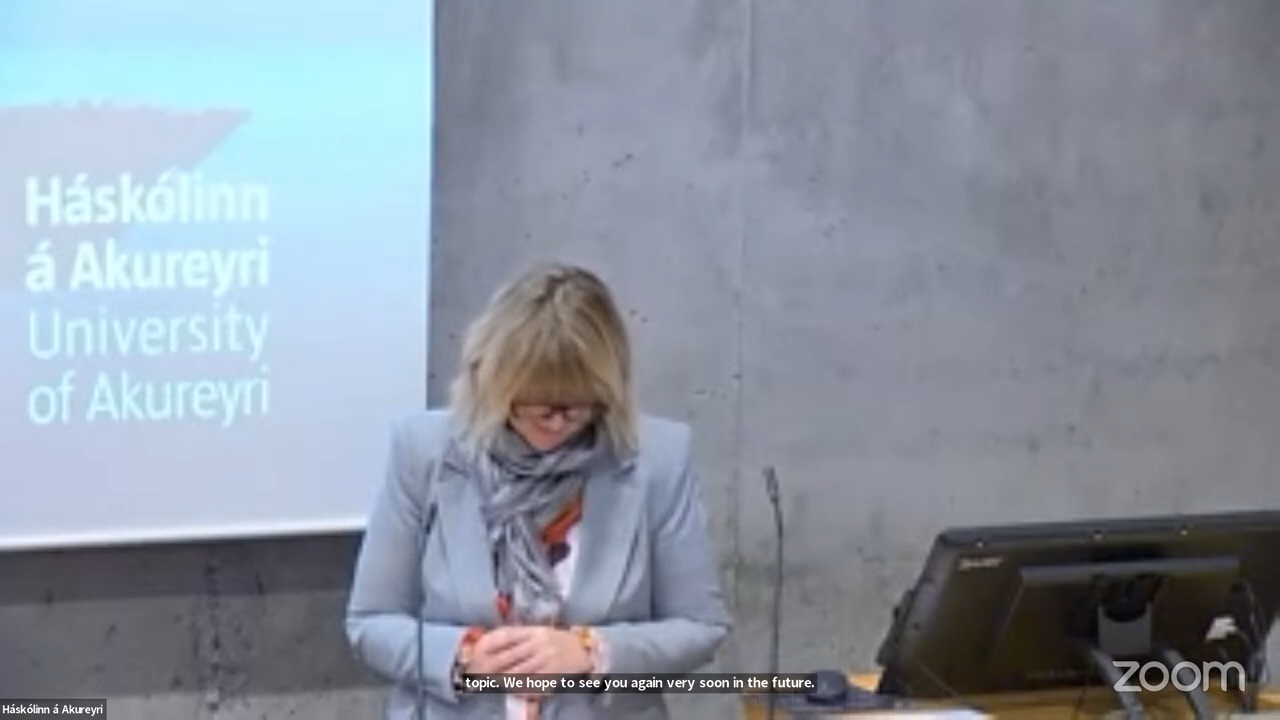 Háskólinn
á Akureyri
University
of Akureyri
topic. We hope to see you again very soon in the future.
zoom
Háskólinn á Akureyri